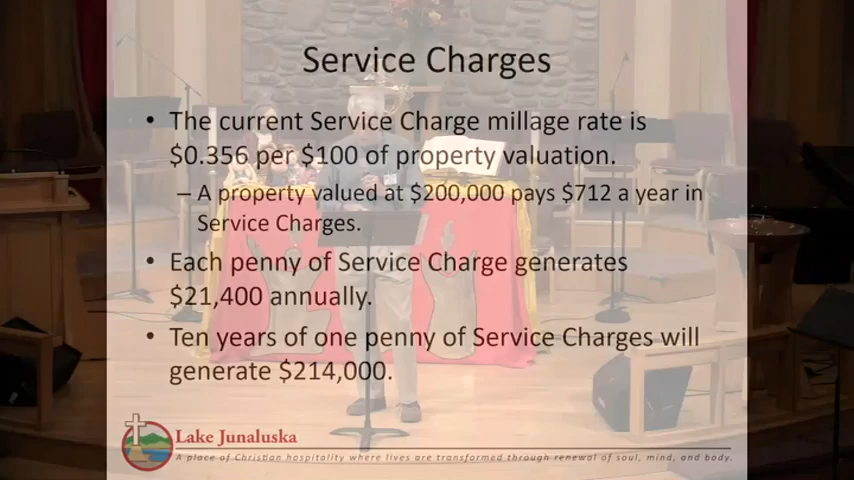 Service Charges
• The current Service Charge millage rate is
$0.356 per $100 of property valuation.
– A property valued at $200,000 pays $712 a year in
Service Charges.
• Each penny of Service Charge generates
$21,400 annually.
• Ten years of one penny of Service Charges will
generate $214,000.
Lake Junaluska
A place of Christian hospitality where lives are transformed through renewal of soul, mind, and body.